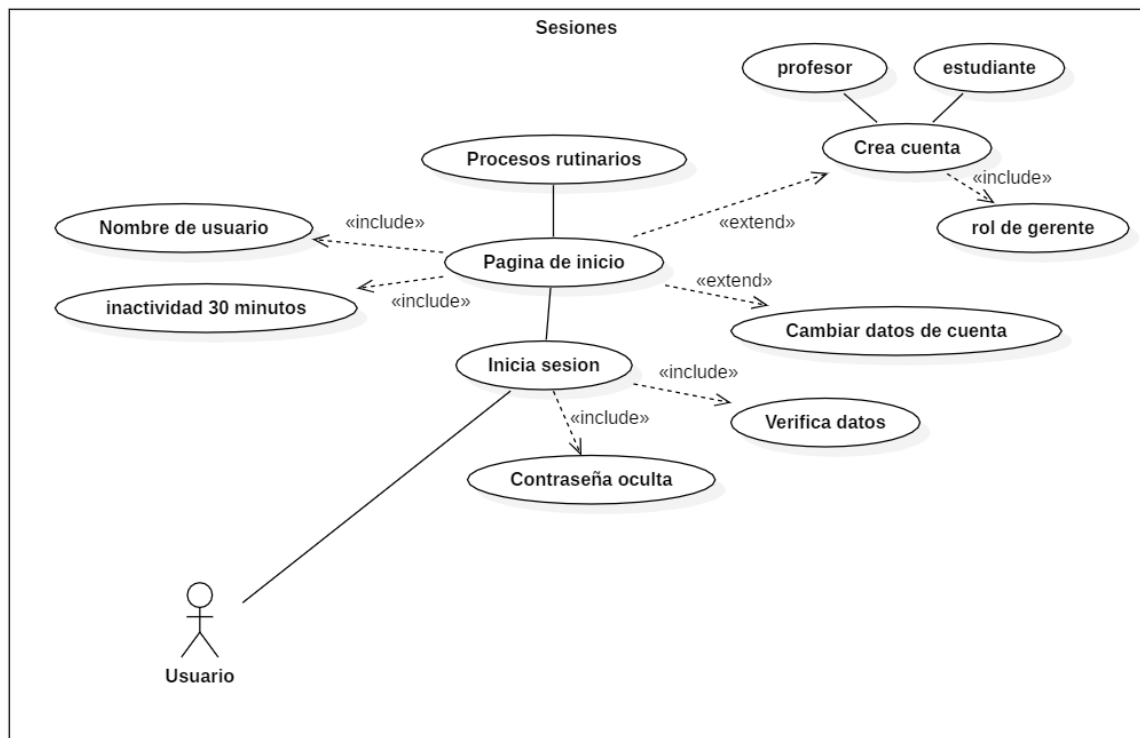 Sesiones
profesor
estudiante
Crea cuenta
Procesos rutinarios
«include»
Nombre de usuario
«include»
«extend»
rol de gerente
Pagina de inicio
«extend»
inactividad 30 minutos
«include»
Cambiar datos de cuenta
Inicia sesion
«include»
«include»
Verifica datos
Contraseña oculta
Usuario